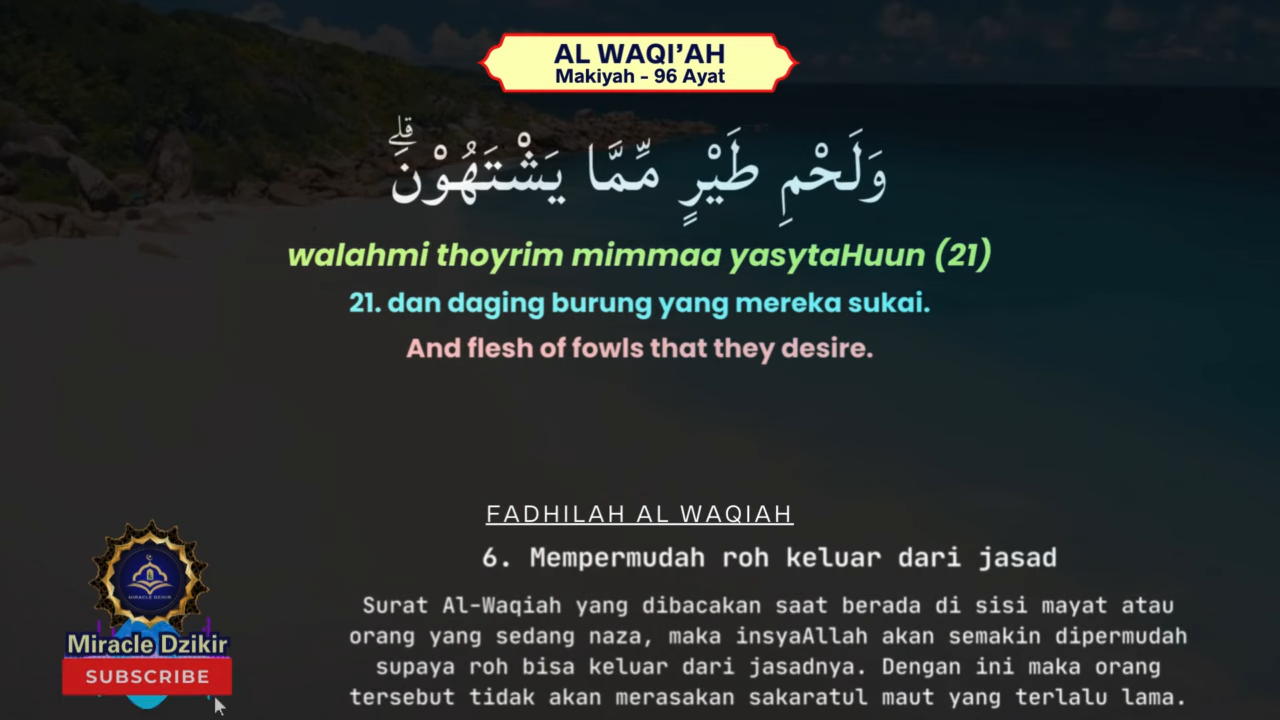 AL WAQI'AH
Makiyah - 96 Ayat
وَلَحْمِ طَيْرٍ مِّمَّا يَشْتَهُوْنَۗ
walahmi thoyrim mimmaa yasytaHuun (21)
21. dan daging burung yang mereka sukai.
And flesh of fowls that they desire.
FADHILAH AL WAQIAH
6. Mempermudah roh keluar dari jasad
Surat Al-Waqiah yang dibacakan saat berada di sisi mayat atau
orang yang sedang naza, maka insyaAllah akan semakin dipermudah
supaya roh bisa keluar dari jasadnya. Dengan ini maka orang
tersebut tidak akan merasakan sakaratul maut yang terlalu lama.
MIRACLE DZIKIR
Miracle Dzikir
SUBSCRIBE